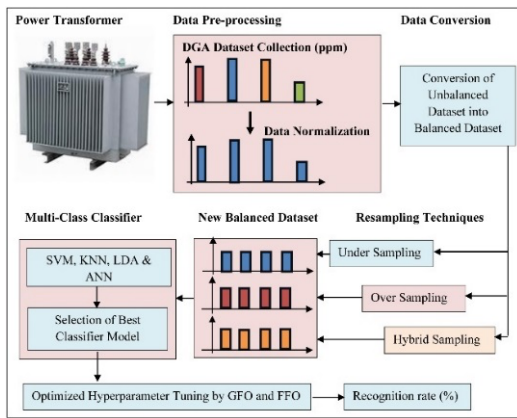 Power Transformer
Data Pre-processing
Data Conversion
DGA Dataset Collection (ppm)
Data Normalization
Conversion of
Unbalanced
Dataset into
Balanced Dataset
Multi-Class Classifier
New Balanced Dataset
Resampling Techniques
SVM, KNN, LDA &
ANN
Selection of Best
Classifier Model
Under Sampling
Over Sampling
Hybrid Sampling
Optimized Hyperparameter Tuning by GFO and FFO
Recognition rate (%)